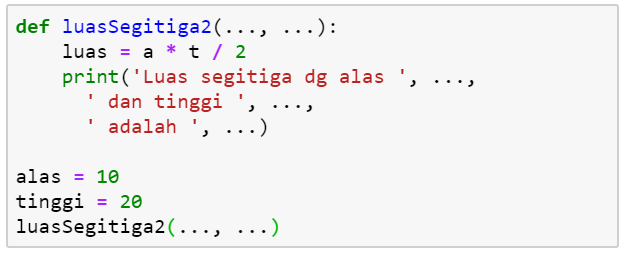 def luasSegitiga2(..., ...):
    luas = a * t / 2
    print('Luas segitiga dg alas ', ...,
      ' dan tinggi ', ...,
      ' adalah ', ...)

alas = 10
tinggi = 20
luasSegitiga2(..., ...)